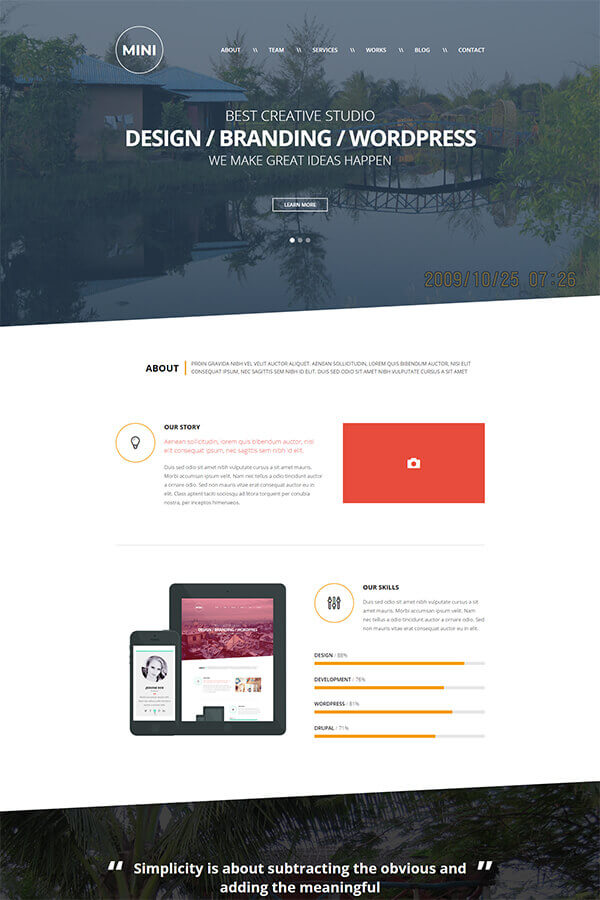 MINI
ABOUT \\ TEAM \\ SERVICES \\ WORKS \\ BLOG \\ CONTACT
BEST CREATIVE STUDIO
DESIGN / BRANDING / WORDPRESS
WE MAKE GREAT IDEAS HAPPEN
LEARN MORE
2009/10/25 07:26
ABOUT
PROIN GRAVIDA NIBH VEL VELIT AUCTOR ALIQUET. AENEAN SOLLICITUDIN, LOREM QUIS BIBENDUM AUCTOR, NISI ELIT
CONSEQUAT IPSUM, NEC SAGITTIS SEM NIBH ID ELIT. DUIS SED ODIO SIT AMET NIBH VULPUTATE CURSUS A SIT AMET
OUR STORY
Aenean sollicitudin, lorem quis bibendum auctor, nisi
elit consequat ipsum, nec sagittis sem nibh id elit.
Duis sed odio sit amet nibh vulputate cursus a sit amet mauris.
Morbi accumsan ipsum velit. Nam nec tellus a odio tincidunt auctor
a ornare odio. Sed non mauris vitae erat consequat auctor eu in
elit. Class aptent taciti sociosqu ad litora torquent per conubia
nostra, per inceptos himenaeos.
MINI
DESIGN / BRANDING / WORDPRESS
OUR SKILLS
Duis sed odio sit amet nibh vulputate cursus a sit
amet mauris. Morbi accumsan ipsum velit. Nam
nec tellus a odio tincidunt auctor a ornare odio. Sed
non mauris vitae erat consequat auctor eu in elit.
DESIGN / 88%
DEVELOPMENT / 76%
WORDPRESS / 81%
DRUPAL / 71%
“ Simplicity is about subtracting the obvious and ”
adding the meaningful